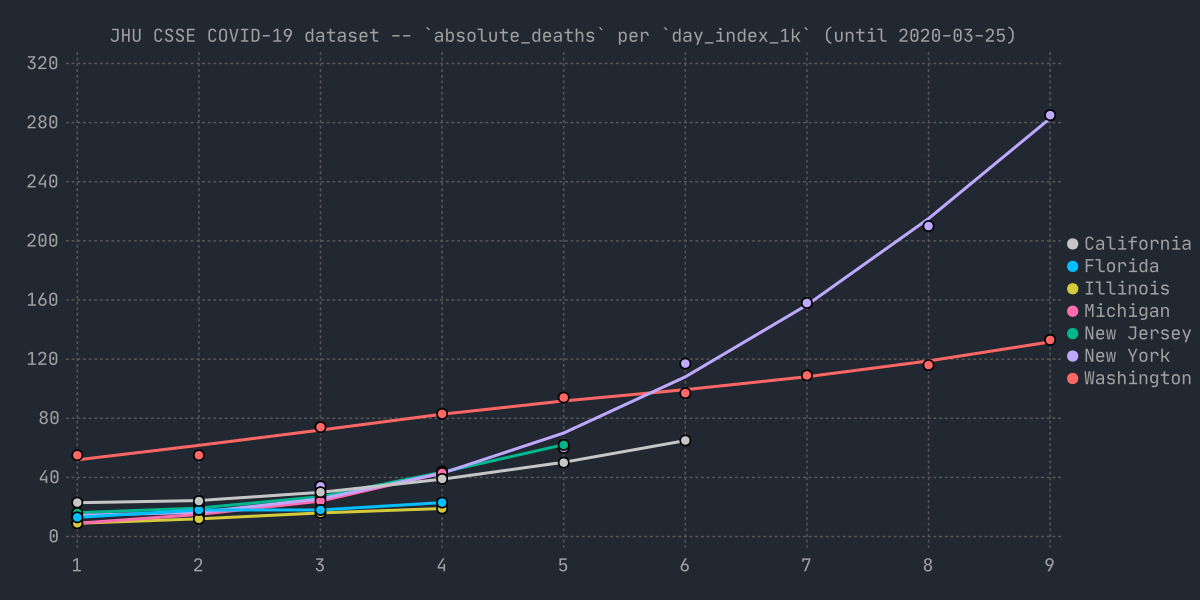 JHU CSSE COVID-19 dataset -- `absolute_deaths` per `day_index_1k` (until 2020-03-25)
320
280
240
200
160
120
80
40
0
1 2 3 4 5 6 7 8 9
California
Florida
Illinois
Michigan
New Jersey
New York
Washington